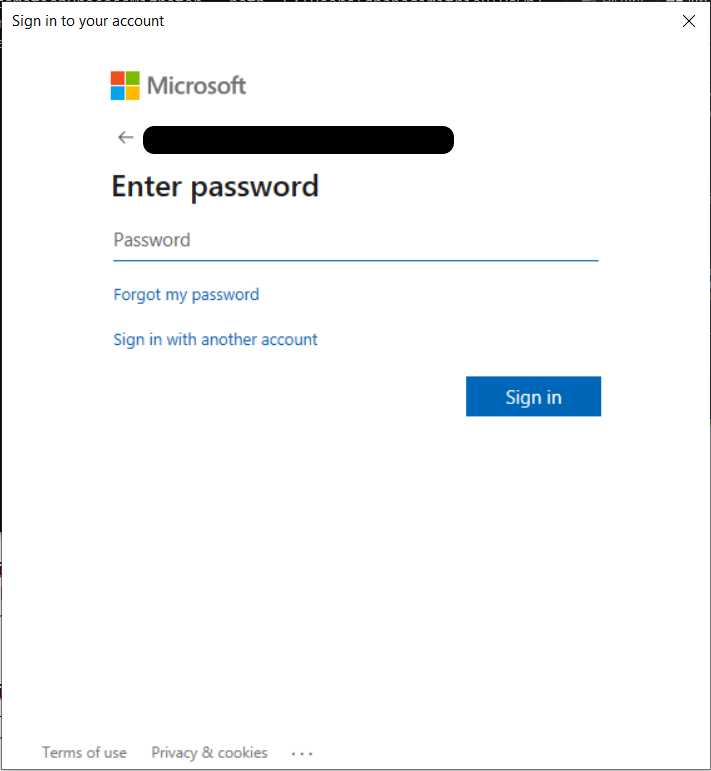 Sign in to your account
Microsoft
Enter password
Password
Forgot my password
Sign in with another account
Sign in
Terms of use Privacy & cookies ...